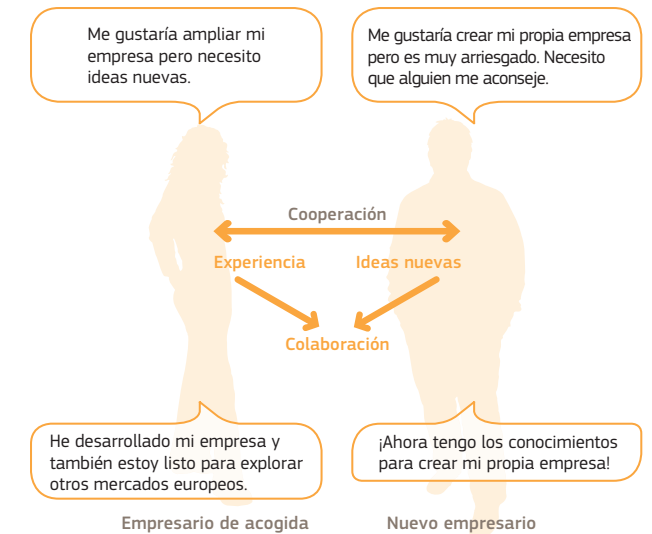 Me gustaría ampliar mi
empresa pero necesito
ideas nuevas.
Me gustaría crear mi propia empresa
pero es muy arriesgado. Necesito
que alguien me aconseje.
Cooperación
Experiencia
Ideas nuevas
Colaboración
He desarrollado mi empresa y
también estoy listo para explorar
otros mercados europeos.
¡Ahora tengo los conocimientos
para crear mi propia empresa!
Empresario de acogida
Nuevo empresario